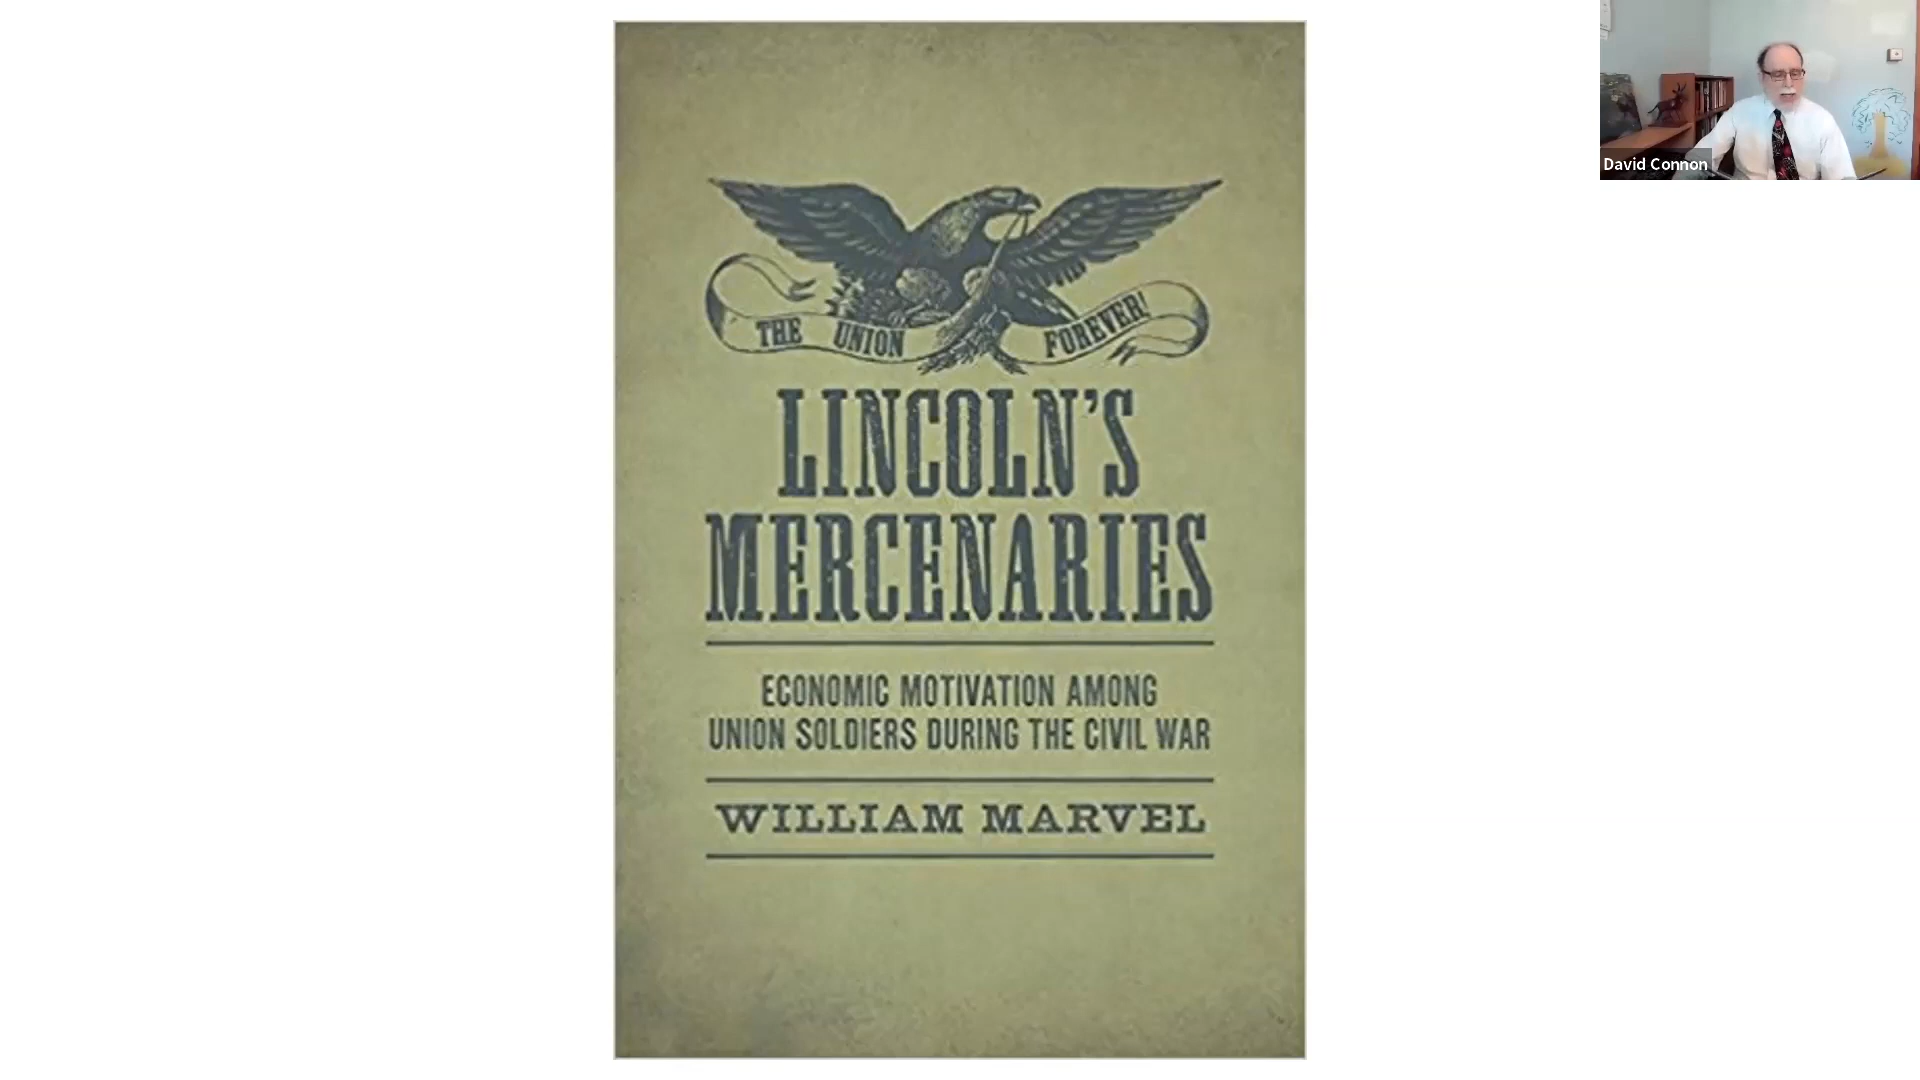 THE UNION FOREVER!
LINCOLN'S
MERCENARIES
ECONOMIC MOTIVATION AMONG
UNION SOLDIERS DURING THE CIVIL WAR
WILLIAM MARVEL
David Connon